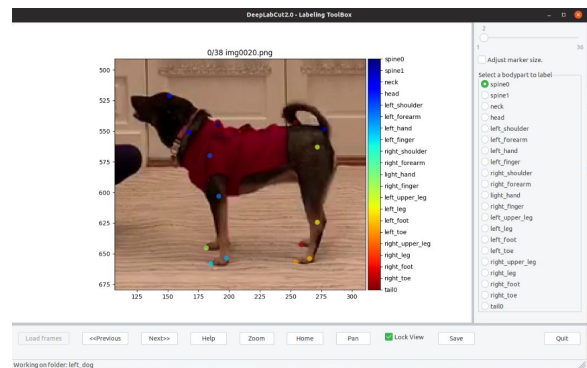 DeepLabCut2.0 - Labeling ToolBox
0/38 img0020.png
500
525
550
575
600
625
650
675
125
150
175
200
225
250
275
300
spine0
spine1
neck
head
left_shoulder
left_forearm
left_hand
left_finger
right_shoulder
right_forearm
light_hand
right_finger
left_upper_leg
left_leg
left_foot
left_toe
right_upper_leg
right_leg
right_foot
right_toe
tail0
2
1
30
Adjust marker size.
Select a bodypart to label
spine0
spine1
neck
head
left_shoulder
left_forearm
left_hand
left_finger
right_shoulder
right_forearm
light_hand
right_finger
left_upper_leg
left_leg
left_foot
left_toe
right_upper_leg
right_leg
right_foot
right_toe
tail0
Load frames <<Previous Next>> Help Zoom Home Pan Lock View Save Quit
Working on folder: left_dog